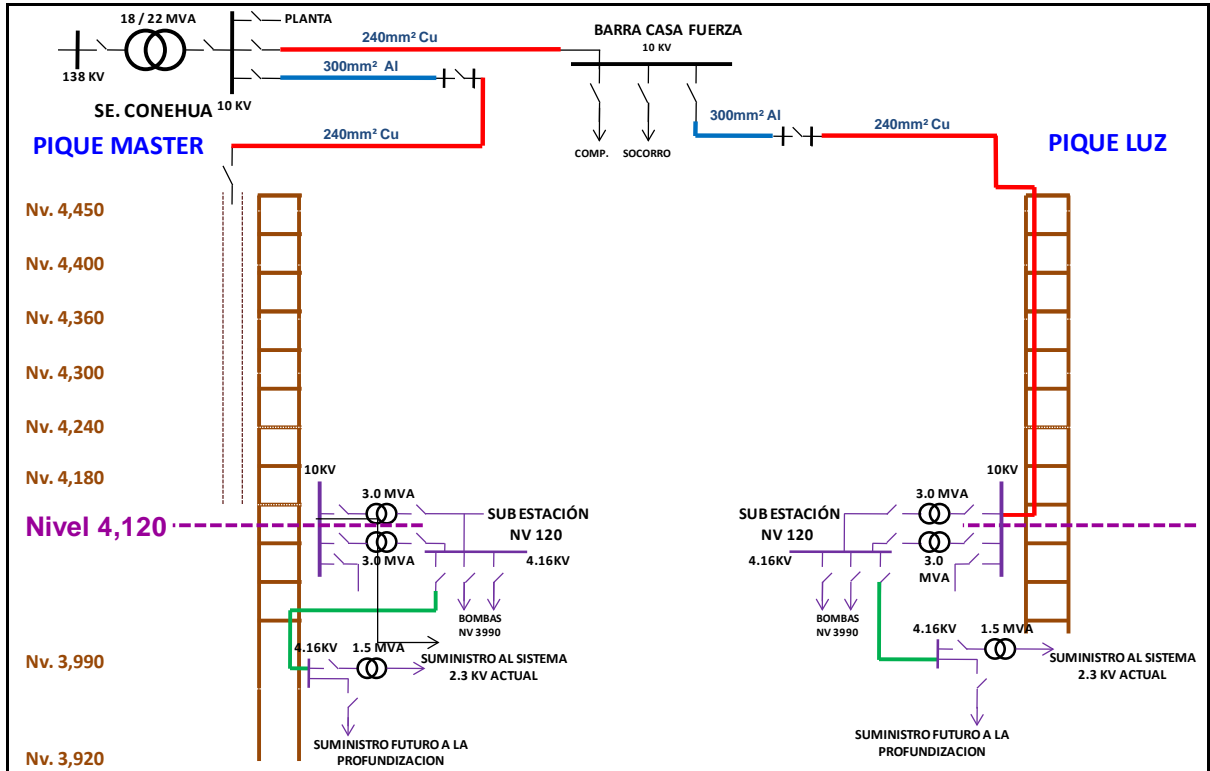 18 / 22 MVA
PLANTA
138 KV
SE. CONEHUA
10 KV
240mm² Cu
300mm² Al
240mm² Cu
BARRA CASA FUERZA
10 KV
COMP.
SOCORRO
300mm² Al
240mm² Cu
PIQUE MASTER
PIQUE LUZ
Nv. 4,450
Nv. 4,400
Nv. 4,360
Nv. 4,300
Nv. 4,240
Nv. 4,180
Nivel 4,120
Nv. 3,990
Nv. 3,920
10KV
3.0 MVA
3.0 MVA
SUB ESTACIÓN
NV 120
4.16KV
BOMBAS
NV 3990
4.16KV
1.5 MVA
SUMINISTRO AL SISTEMA
2.3 KV ACTUAL
SUMINISTRO FUTURO A LA
PROFUNDIZACION
10KV
3.0 MVA
3.0
MVA
SUB ESTACIÓN
NV 120
4.16KV
BOMBAS
NV 3990
4.16KV
1.5 MVA
SUMINISTRO AL SISTEMA
2.3 KV ACTUAL
SUMINISTRO FUTURO A LA
PROFUNDIZACION